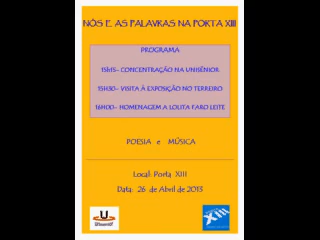 NÓS E AS PALAVRAS NA PORTA XIII
PROGRAMA
15h15- CONCENTRAÇÃO NA UNISÉNIOR
15H30- VISITA À EXPOSIÇÃO NO TERREIRO
16H00- HOMENAGEM A LOLITA FARO LEITE
POESIA e MÚSICA
Local: Porta XIII
Data: 26 de Abril de 2013
U
XIII